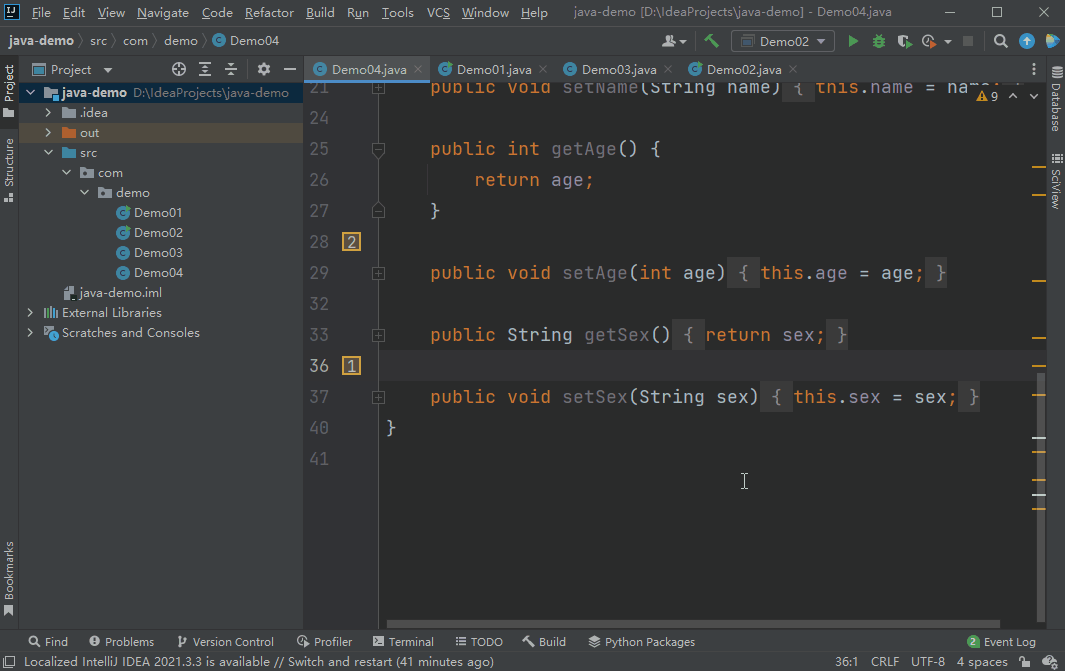 File Edit View Navigate Code Refactor Build Run Tools VCS Window Help java-demo [D:\IdeaProjects\java-demo] - Demo04.java
java-demo src com demo Demo04 Demo02
Project Demo04.java Demo01.java Demo03.java Demo02.java
Project
Structure
Bookmarks
java-demo D:\IdeaProjects\java-demo
.idea
out
src
com
demo
Demo01
Demo02
Demo03
Demo04
java-demo.iml
External Libraries
Scratches and Consoles
21 public void setName(String name) { this.name = name;
9
24
25 public int getAge() {
26 return age;
27 }
28 2
29 public void setAge(int age) { this.age = age; }
32
33 public String getSex() { return sex; }
36 1
37 public void setSex(String sex) { this.sex = sex; }
40 }
41
Database
SciView
Find Problems Version Control Profiler Terminal TODO Build Python Packages 2 Event Log
Localized IntelliJ IDEA 2021.3.3 is available // Switch and restart (41 minutes ago) 36:1 CRLF UTF-8 4 spaces